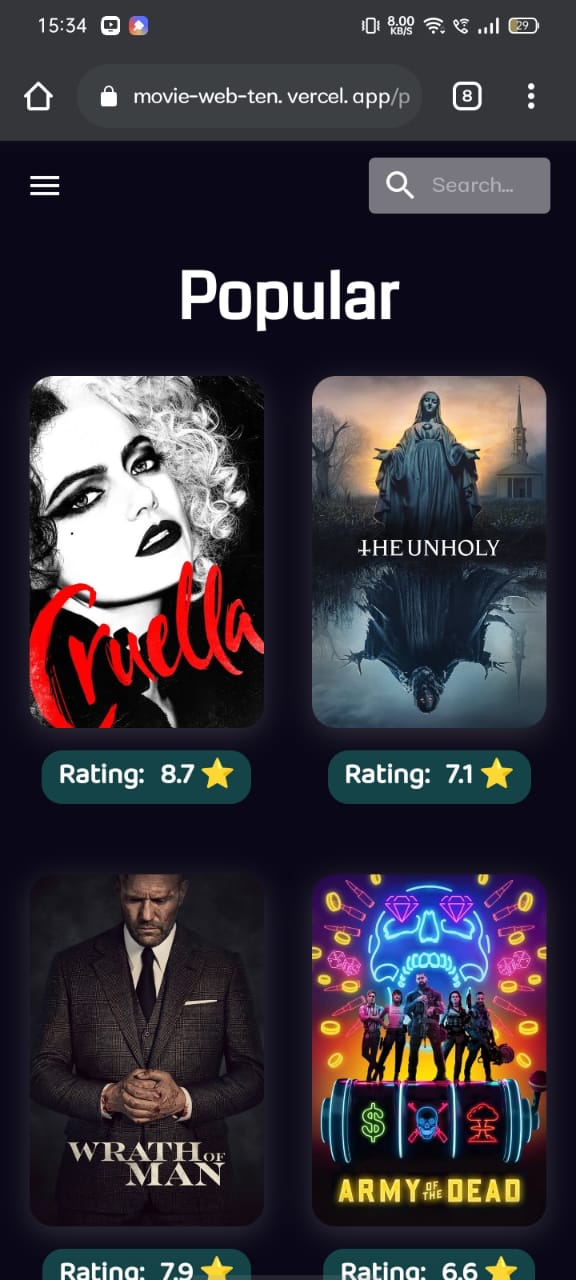 15:34
8.00
KB/S
29
movie-web-ten. vercel. app/p
8
Search...
Popular
Cruella
THE UNHOLY
Rating: 8.7
Rating: 7.1
WRATH OF
MAN
ARMY OF THE DEAD
Rating: 7.9
Rating: 6.6